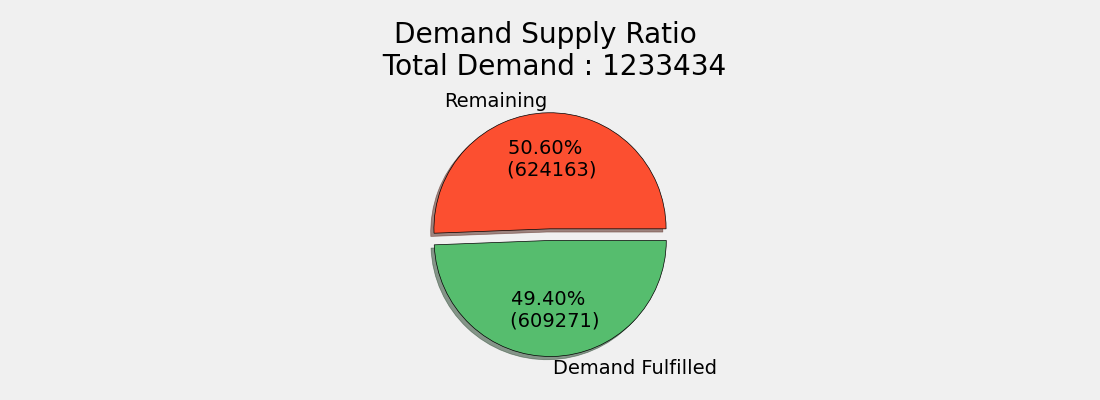 Demand Supply Ratio
Total Demand : 1233434
Remaining
50.60%
(624163)
49.40%
(609271)
Demand Fulfilled